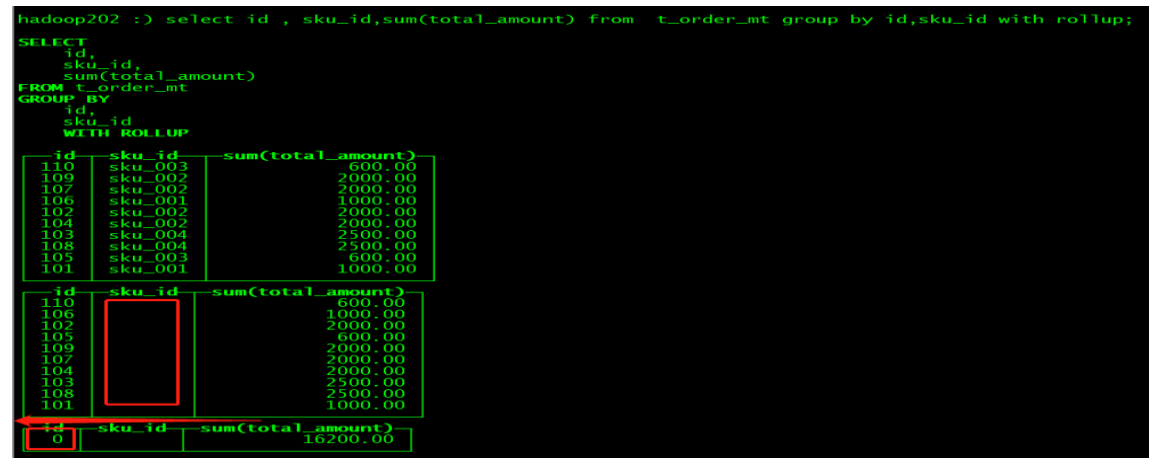 hadoop202 :) select id , sku_id,sum(total_amount) from  t_order_mt group by id,sku_id with rollup;
SELECT
id,
sku_id,
sum(total_amount)
FROM t_order_mt
GROUP BY
id,
sku_id
WITH ROLLUP
id sku_id sum(total_amount)
110 sku_003 600.00
109 sku_002 2000.00
107 sku_002 2000.00
106 sku_001 1000.00
102 sku_002 2000.00
104 sku_002 2000.00
103 sku_004 2500.00
108 sku_004 2500.00
105 sku_003 600.00
101 sku_001 1000.00
id sku_id sum(total_amount)
110 600.00
106 1000.00
102 2000.00
105 600.00
109 2000.00
107 2000.00
104 2000.00
103 2500.00
108 2500.00
101 1000.00
id sku_id sum(total_amount)
0 16200.00